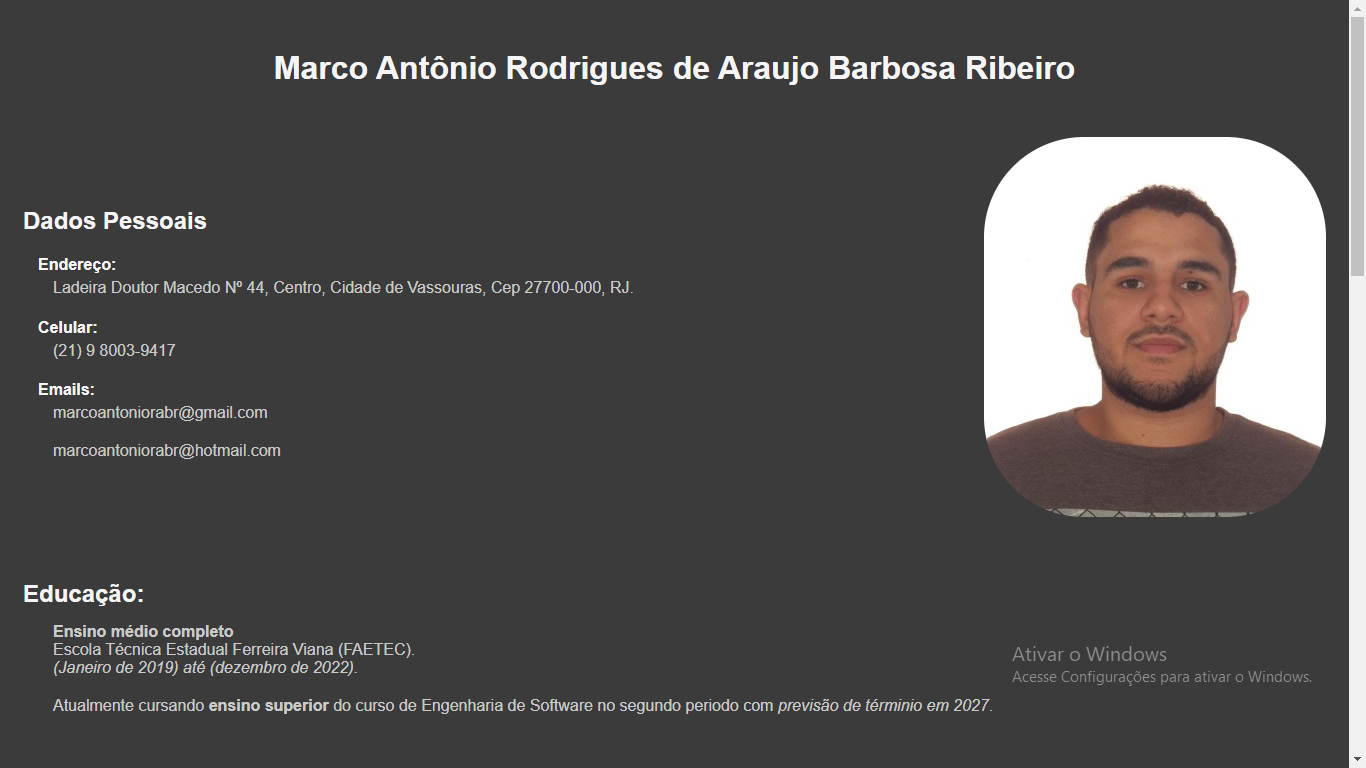 Marco Antônio Rodrigues de Araujo Barbosa Ribeiro
Dados Pessoais
Endereço:
Ladeira Doutor Macedo Nº 44, Centro, Cidade de Vassouras, Cep 27700-000, RJ.
Celular:
(21) 9 8003-9417
Emails:
marcoantoniorabr@gmail.com
marcoantoniorabr@hotmail.com
Educação:
Ensino médio completo
Escola Técnica Estadual Ferreira Viana (FAETEC).
(Janeiro de 2019) até (dezembro de 2022).
Atualmente cursando ensino superior do curso de Engenharia de Software no segundo periodo com previsão de términio em 2027.
Ativar o Windows
Acesse Configurações para ativar o Windows.